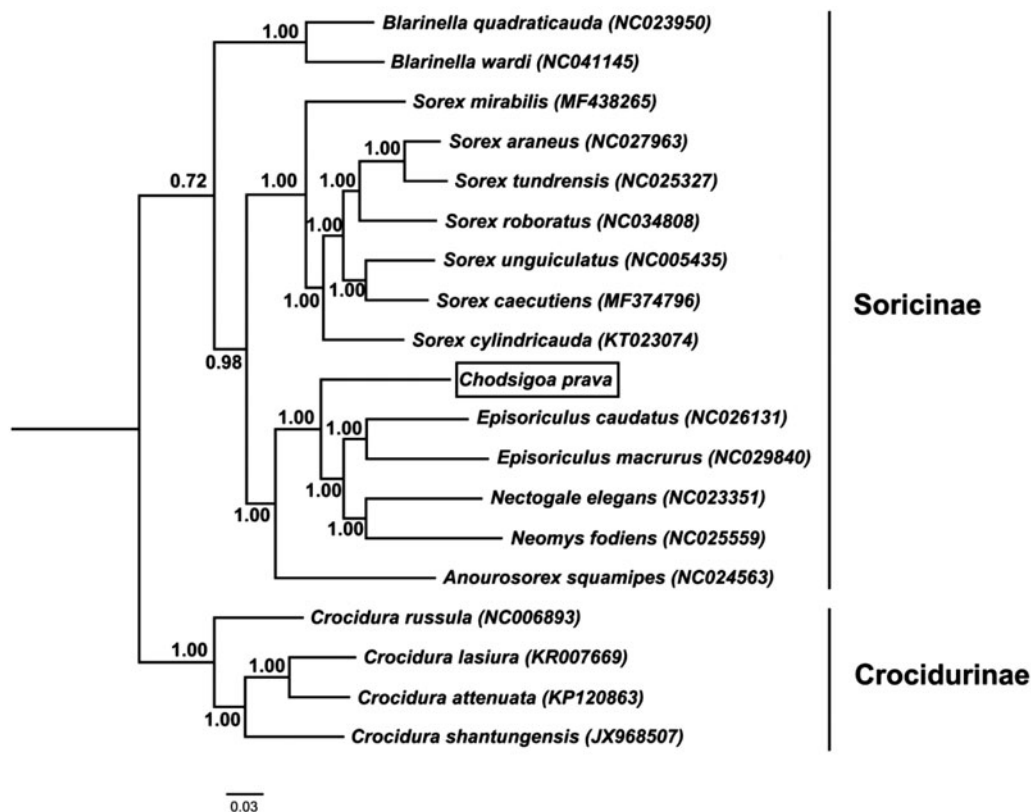 Blarinella quadraticauda (NC023950)
1.00
Blarinella wardi (NC041145)
Sorex mirabilis (MF438265)
Sorex araneus (NC027963)
1.00
Sorex tundrensis (NC025327)
0.72
1.00
1.00
Sorex roboratus (NC034808)
1.00
Sorex unguiculatus (NC005435)
1.00
1.00
Sorex caecutiens (MF374796)
Soricinae
Sorex cylindricauda (KT023074)
0.98
Chodsigoa prava
1.00
Episoriculus caudatus (NC026131)
1.00
Episoriculus macrurus (NC029840)
1.00
Nectogale elegans (NC023351)
1.00
1.00
Neomys fodiens (NC025559)
Anourosorex squamipes (NC024563)
Crocidura russula (NC006893)
1.00
Crocidura lasiura (KR007669)
1.00
Crocidurinae
Crocidura attenuata (KP120863)
1.00
Crocidura shantungensis (JX968507)
0.03